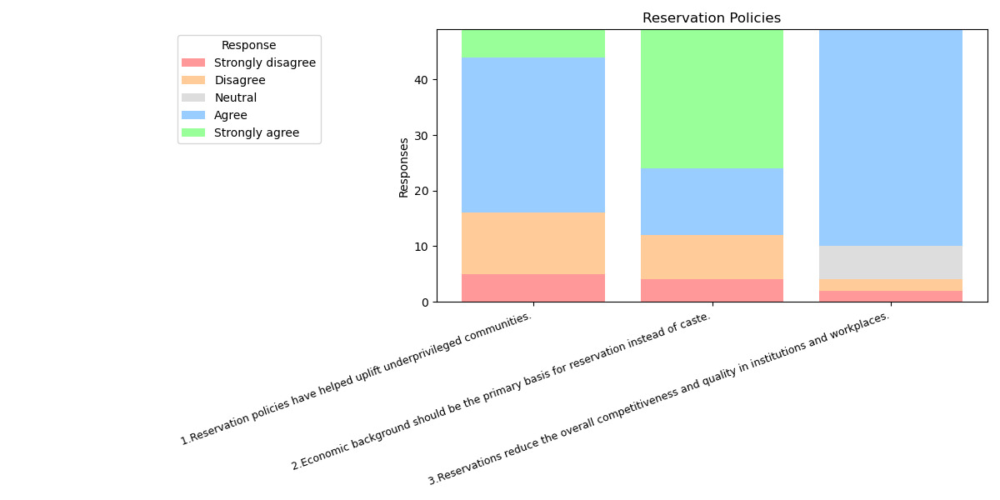 Reservation Policies
Response
Strongly disagree
Disagree
Neutral
Agree
Strongly agree
Responses
40
30
20
10
0
1.Reservation policies have helped uplift underprivileged communities.
2.Economic background should be the primary basis for reservation instead of caste.
3.Reservations reduce the overall competitiveness and quality in institutions and workplaces.